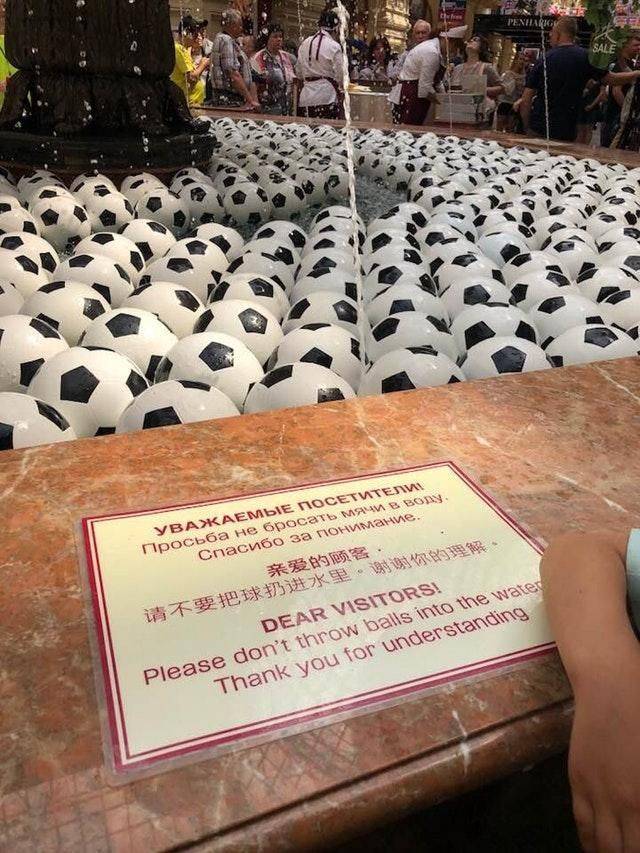 PENHALIG
SALE
УВАЖАЕМЫЕ ПОСЕТИТЕЛИ!
Просьба не бросать мячи в воду.
Спасибо за понимание.
亲爱的顾客，
请不要把球扔进水里。谢谢你的理解。
DEAR VISITORS!
Please don't throw balls into the water
Thank you for understanding